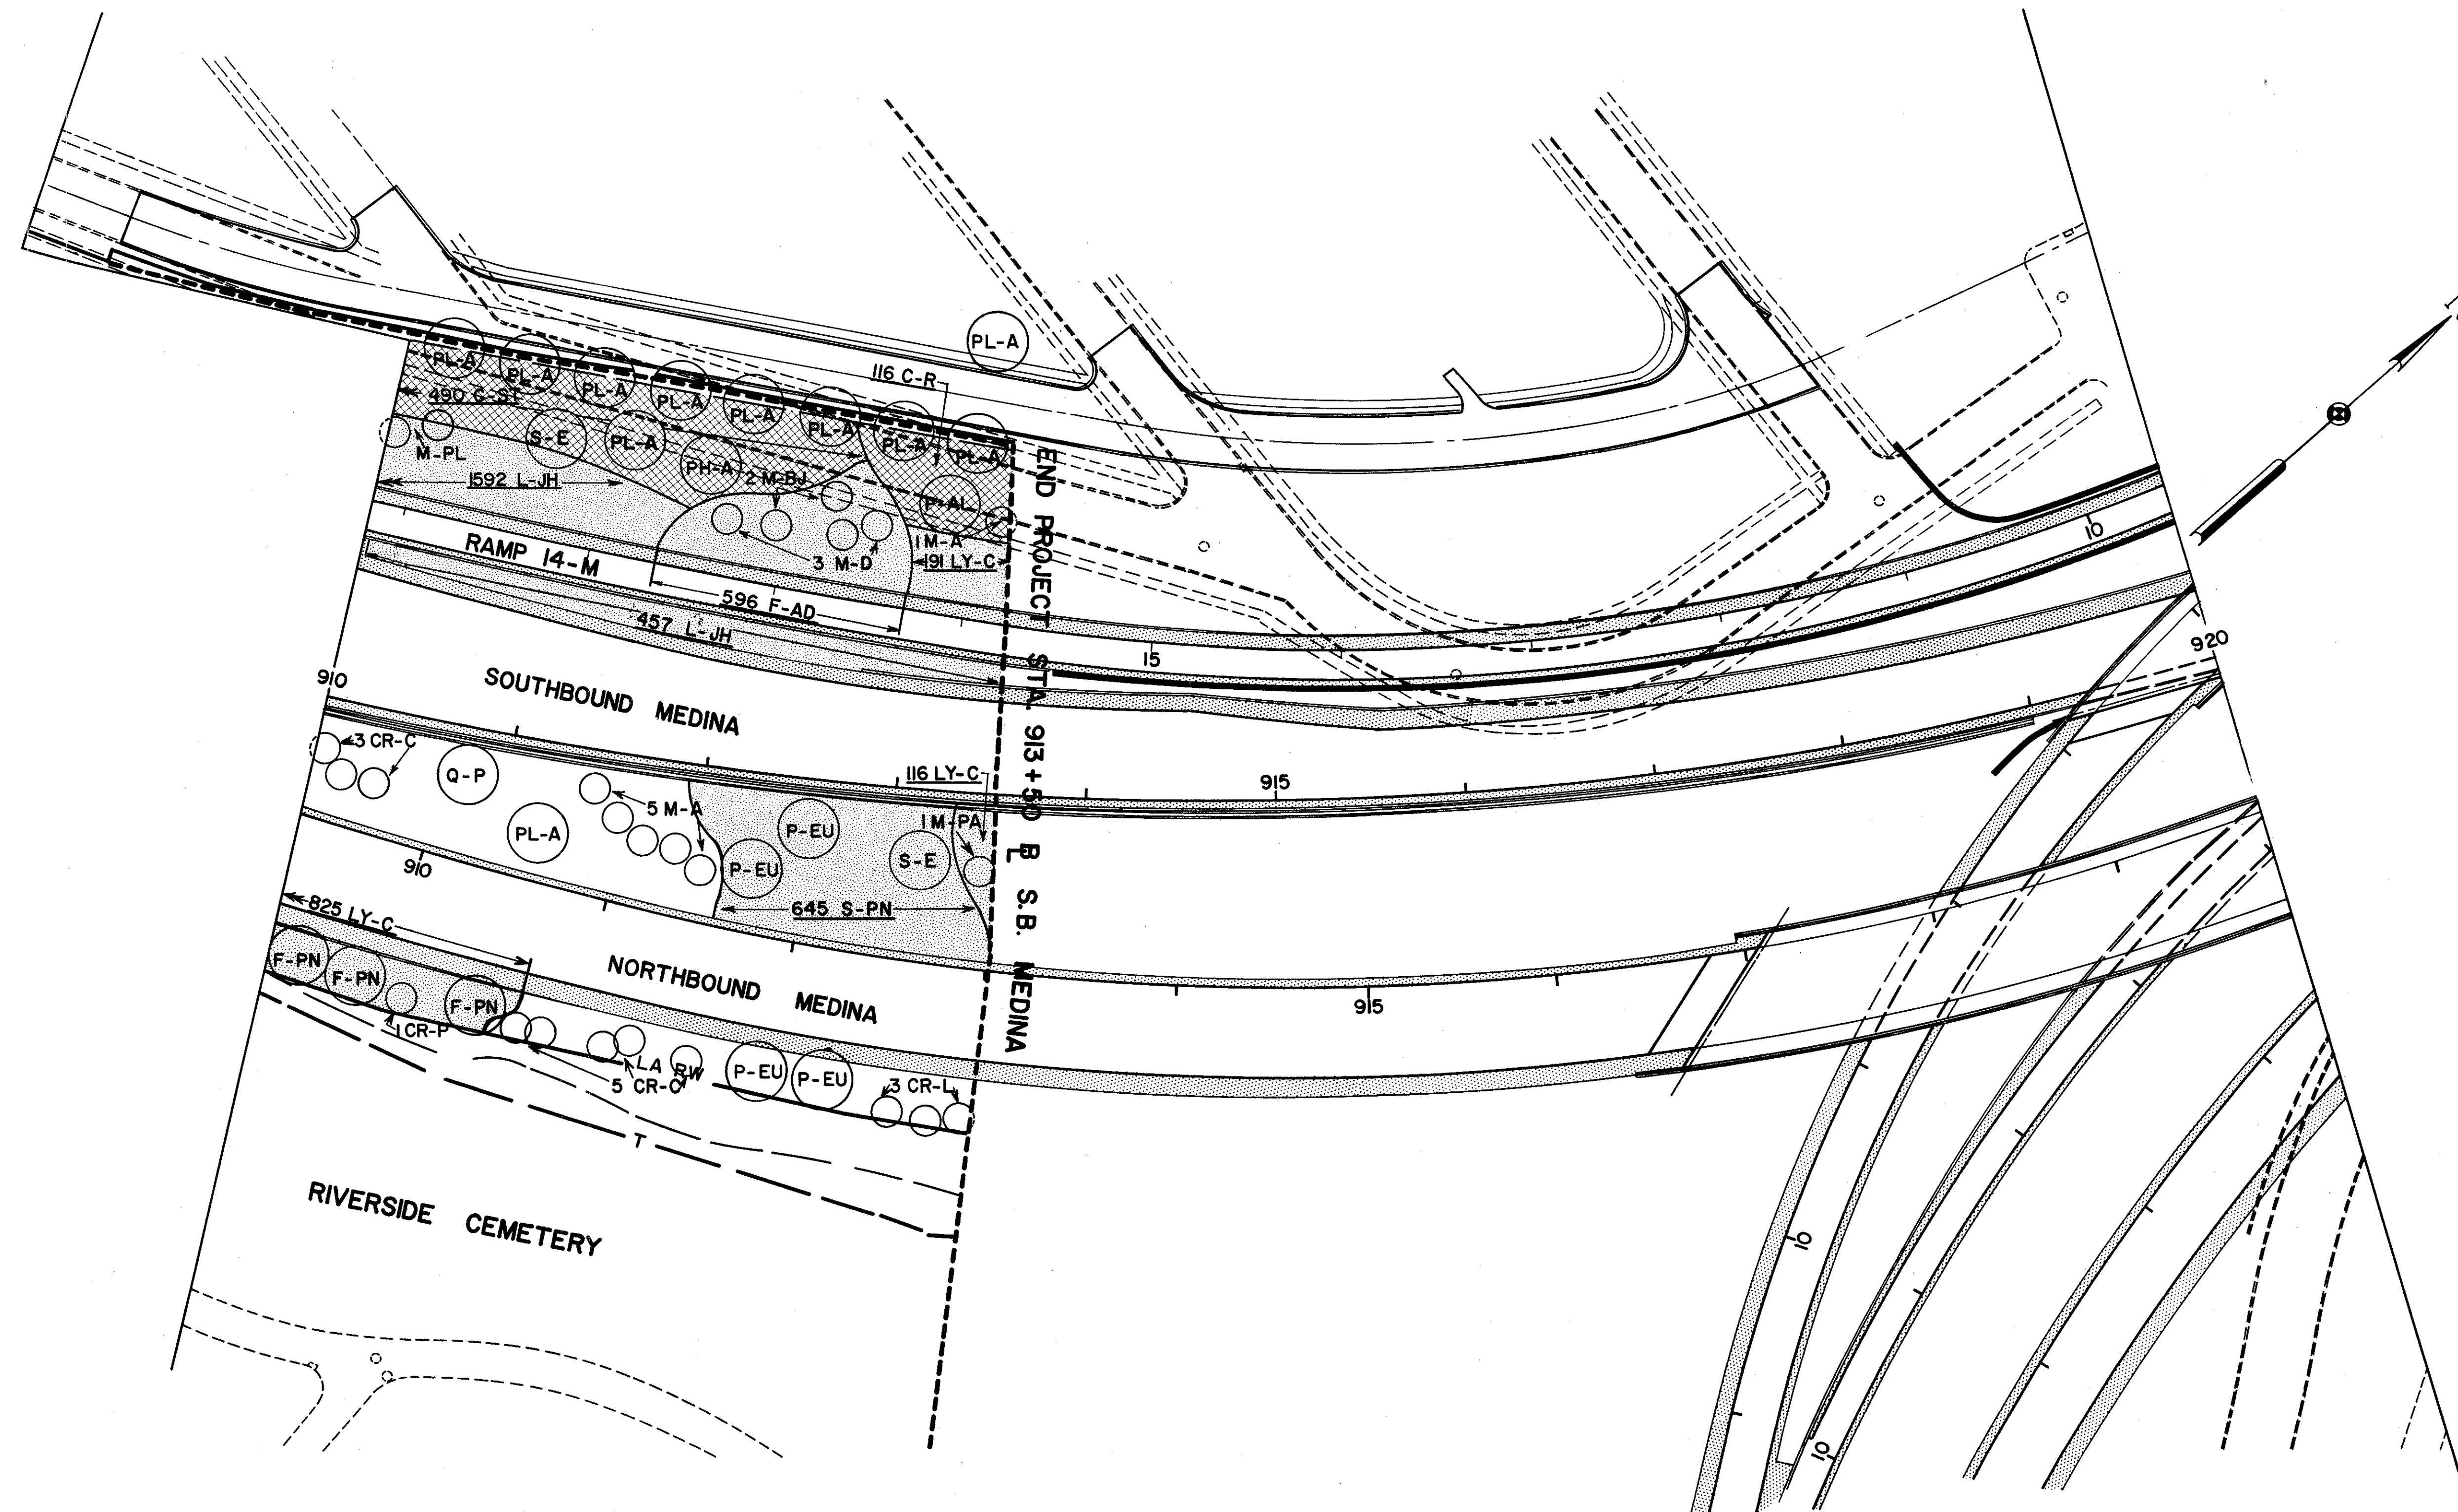 PL-A
116 C-R
PL-A
PL-A
PL-A
PL-A
PL-A
PL-A
PL-A
PL-A
490 G-ST
S-E
PL-A
PH-A
P-AL
M-PL
2 M-BJ
1592 L-JH
3 M-D
1 M-A
191 LY-C
RAMP 14-M
596 F-AD
457 L-JH
END PROJECT STA. 913+50 B L S.B. MEDINA
10
15
920
910
SOUTHBOUND MEDINA
3 CR-C
Q-P
PL-A
5 M-A
116 LY-C
1 M-PA
915
P-EU
P-EU
S-E
645 S-PN
910
825 LY-C
NORTHBOUND MEDINA
915
F-PN
F-PN
F-PN
1 CR-P
LA RW
5 CR-C
P-EU
P-EU
3 CR-L
T
RIVERSIDE CEMETERY
10
10